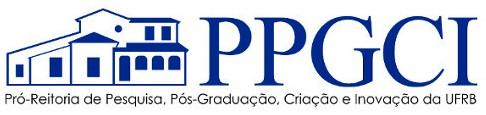 PPGCI
Pró-Reitoria de Pesquisa, Pós-Graduação, Criação e Inovação da UFRB